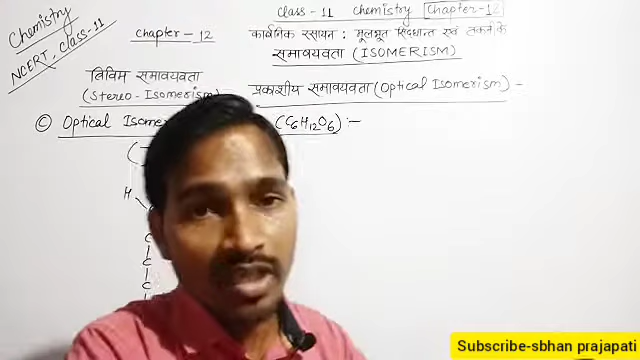 Chemistry
NCERT, class-11
Class-11 Chemistry Chapter-12
chapter-12
कार्बनिक रसायन : मूलभूत सिद्धान्त एवं तकनीके
समावयवता (ISOMERISM)
त्रिविम समावयवता
(Stereo-Isomerism)
प्रकाशीय समावयवता (Optical Isomerism) -
© Optical Isome (C₆H₁₂O₆) :-
H
C
C
C
Subscribe-sbhan prajapati